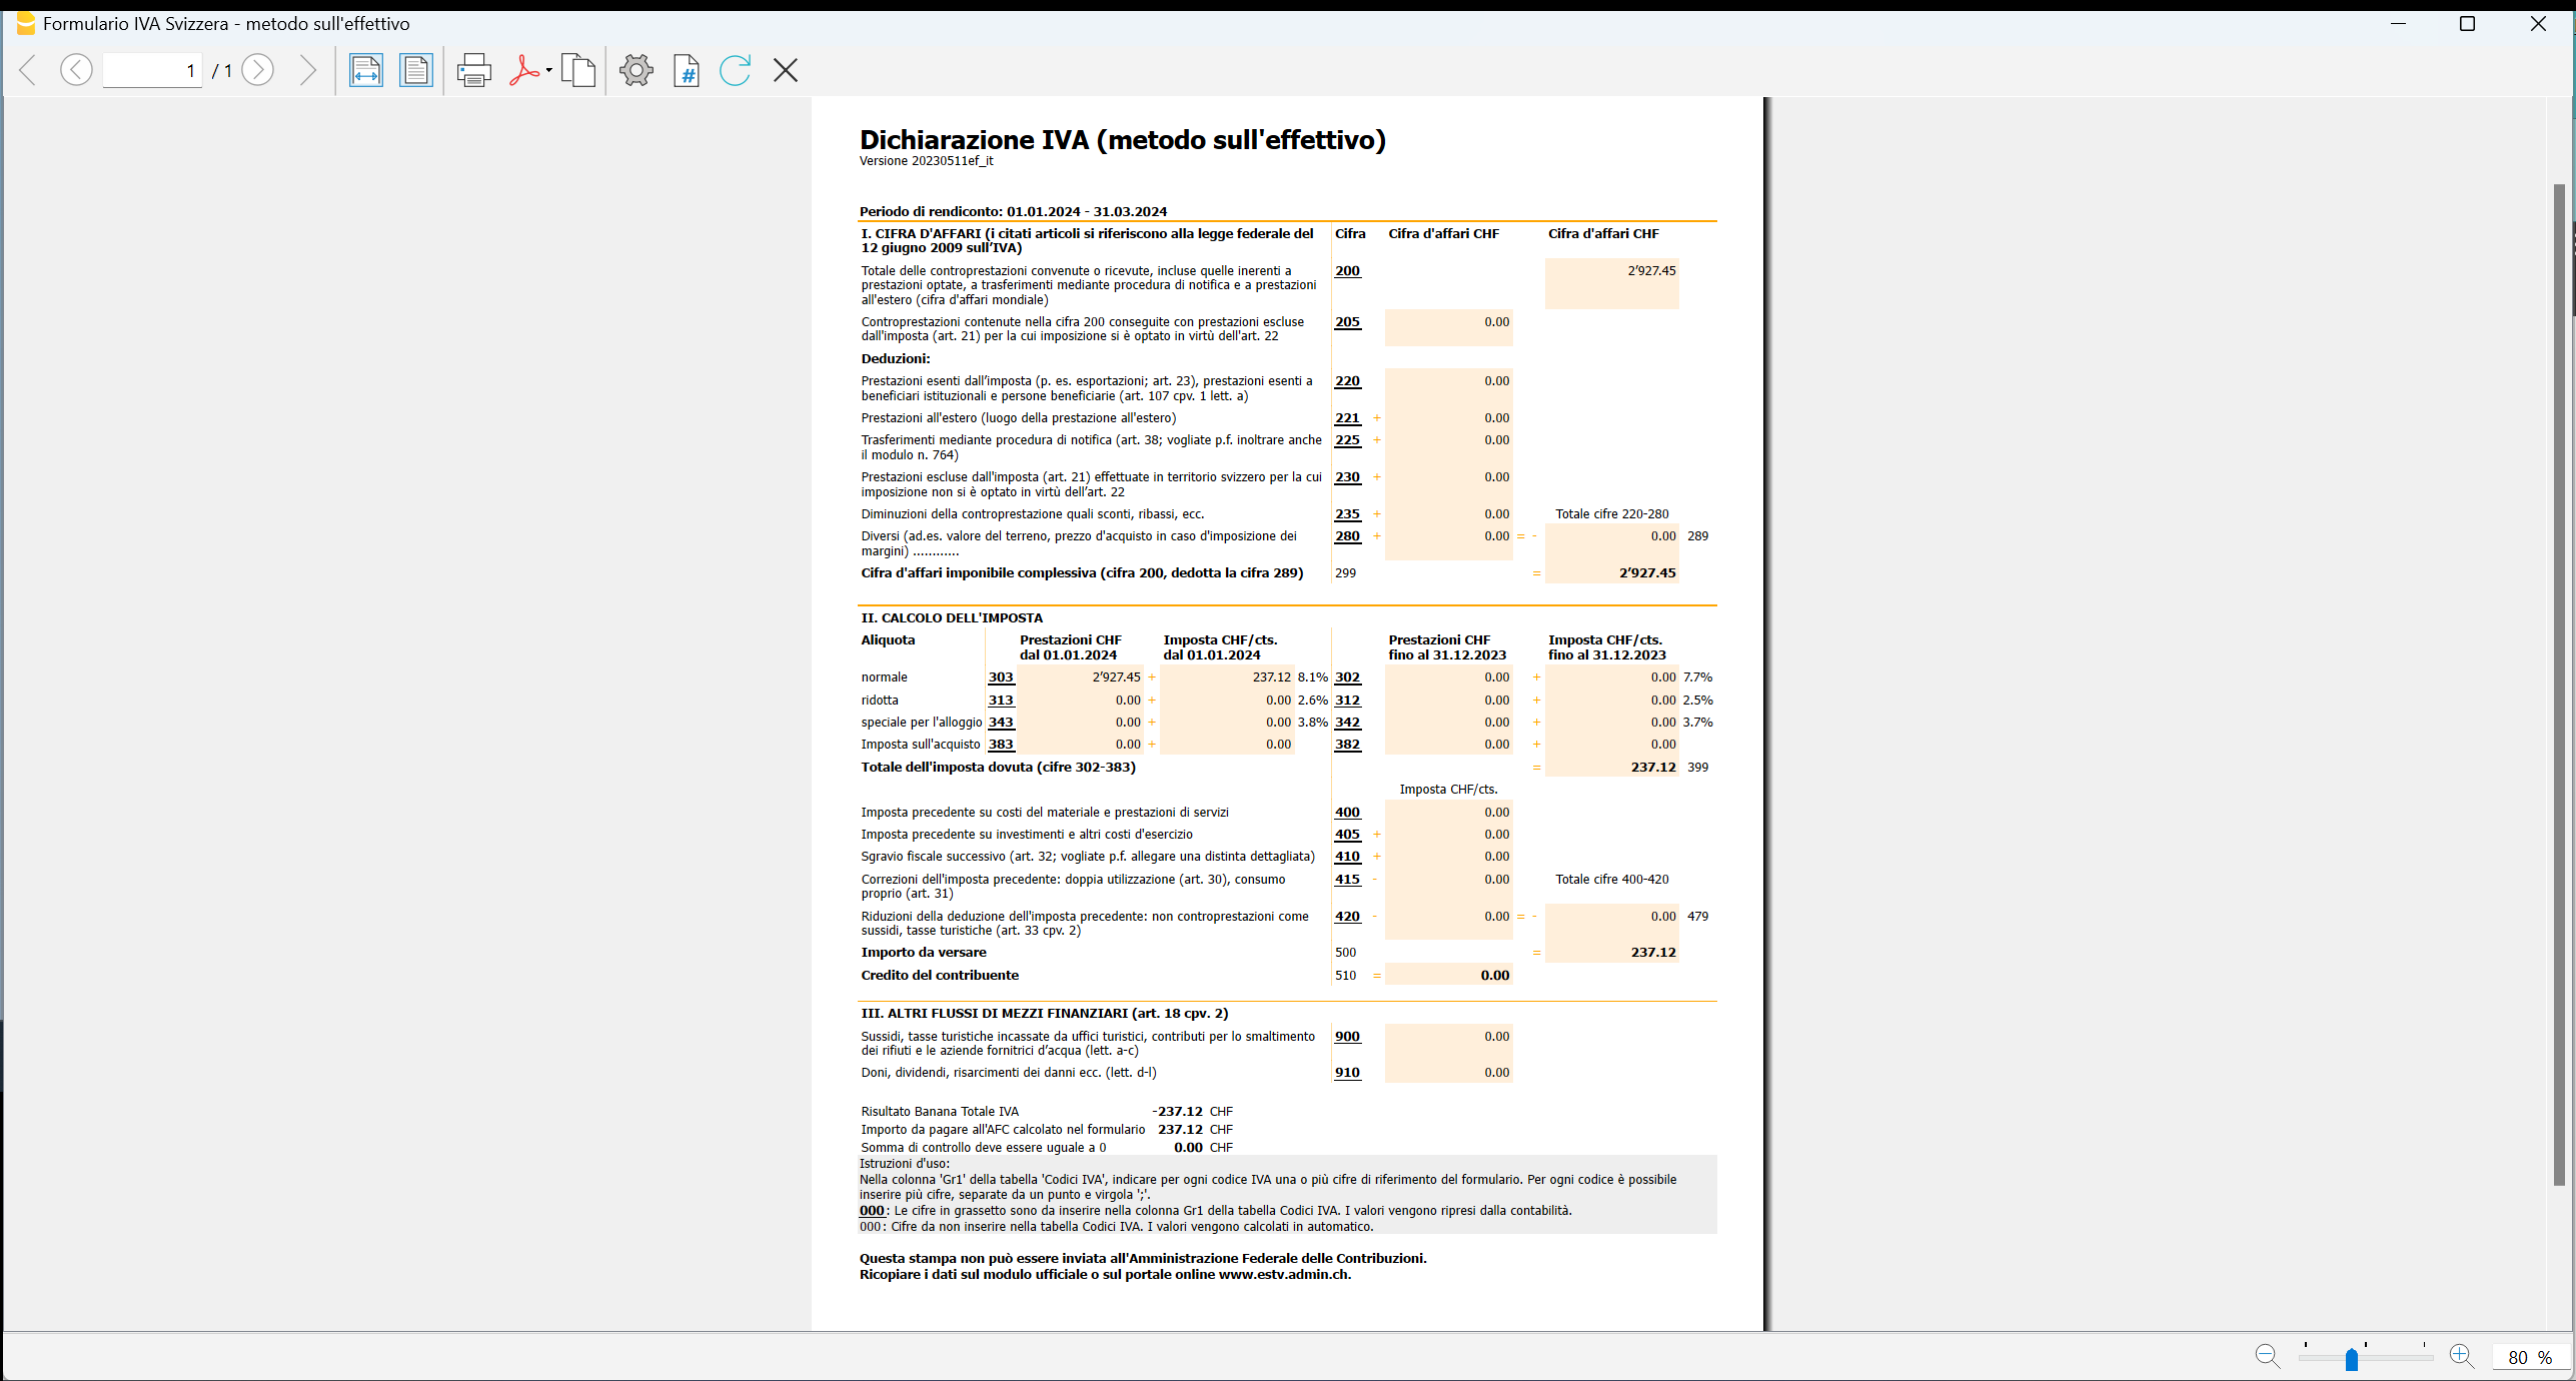 Formulario IVA Svizzera - metodo sull'effettivo
1 / 1
Dichiarazione IVA (metodo sull'effettivo)
Versione 20230511ef_it
Periodo di rendiconto: 01.01.2024 - 31.03.2024
I. CIFRA D'AFFARI (i citati articoli si riferiscono alla legge federale del Cifra Cifra d'affari CHF Cifra d'affari CHF
12 giugno 2009 sull'IVA)
Totale delle controprestazioni convenute o ricevute, incluse quelle inerenti a 200 2'927.45
prestazioni optate, a trasferimenti mediante procedura di notifica e a prestazioni
all'estero (cifra d'affari mondiale)
Controprestazioni contenute nella cifra 200 conseguite con prestazioni escluse 205 0.00
dall'imposta (art. 21) per la cui imposizione si è optato in virtù dell'art. 22
Deduzioni:
Prestazioni esenti dall'imposta (p. es. esportazioni; art. 23), prestazioni esenti a 220 0.00
beneficiari istituzionali e persone beneficiarie (art. 107 cpv. 1 lett. a)
Prestazioni all'estero (luogo della prestazione all'estero) 221 + 0.00
Trasferimenti mediante procedura di notifica (art. 38; vogliate p.f. inoltrare anche 225 + 0.00
il modulo n. 764)
Prestazioni escluse dall'imposta (art. 21) effettuate in territorio svizzero per la cui 230 + 0.00
imposizione non si è optato in virtù dell'art. 22
Diminuzioni della controprestazione quali sconti, ribassi, ecc. 235 + 0.00 Totale cifre 220-280
Diversi (ad.es. valore del terreno, prezzo d'acquisto in caso d'imposizione dei 280 + 0.00 = - 0.00 289
margini) ............
Cifra d'affari imponibile complessiva (cifra 200, dedotta la cifra 289) 299 = 2'927.45
II. CALCOLO DELL'IMPOSTA
Aliquota Prestazioni CHF Imposta CHF/cts. Prestazioni CHF Imposta CHF/cts.
dal 01.01.2024 dal 01.01.2024 fino al 31.12.2023 fino al 31.12.2023
normale 303 2'927.45 + 237.12 8.1% 302 0.00 + 0.00 7.7%
ridotta 313 0.00 + 0.00 2.6% 312 0.00 + 0.00 2.5%
speciale per l'alloggio 343 0.00 + 0.00 3.8% 342 0.00 + 0.00 3.7%
Imposta sull'acquisto 383 0.00 + 0.00 382 0.00 + 0.00
Totale dell'imposta dovuta (cifre 302-383) = 237.12 399
Imposta CHF/cts.
Imposta precedente su costi del materiale e prestazioni di servizi 400 0.00
Imposta precedente su investimenti e altri costi d'esercizio 405 + 0.00
Sgravio fiscale successivo (art. 32; vogliate p.f. allegare una distinta dettagliata) 410 + 0.00
Correzioni dell'imposta precedente: doppia utilizzazione (art. 30), consumo 415 - 0.00 Totale cifre 400-420
proprio (art. 31)
Riduzioni della deduzione dell'imposta precedente: non controprestazioni come 420 - 0.00 = - 0.00 479
sussidi, tasse turistiche (art. 33 cpv. 2)
Importo da versare 500 = 237.12
Credito del contribuente 510 = 0.00
III. ALTRI FLUSSI DI MEZZI FINANZIARI (art. 18 cpv. 2)
Sussidi, tasse turistiche incassate da uffici turistici, contributi per lo smaltimento 900 0.00
dei rifiuti e le aziende fornitrici d'acqua (lett. a-c)
Doni, dividendi, risarcimenti dei danni ecc. (lett. d-l) 910 0.00
Risultato Banana Totale IVA -237.12 CHF
Importo da pagare all'AFC calcolato nel formulario 237.12 CHF
Somma di controllo deve essere uguale a 0 0.00 CHF
Istruzioni d'uso:
Nella colonna 'Gr1' della tabella 'Codici IVA', indicare per ogni codice IVA una o più cifre di riferimento del formulario. Per ogni codice è possibile
inserire più cifre, separate da un punto e virgola ';'.
000: Le cifre in grassetto sono da inserire nella colonna Gr1 della tabella Codici IVA. I valori vengono ripresi dalla contabilità.
000: Cifre da non inserire nella tabella Codici IVA. I valori vengono calcolati in automatico.
Questa stampa non può essere inviata all'Amministrazione Federale delle Contribuzioni.
Ricopiare i dati sul modulo ufficiale o sul portale online www.estv.admin.ch.
80 %